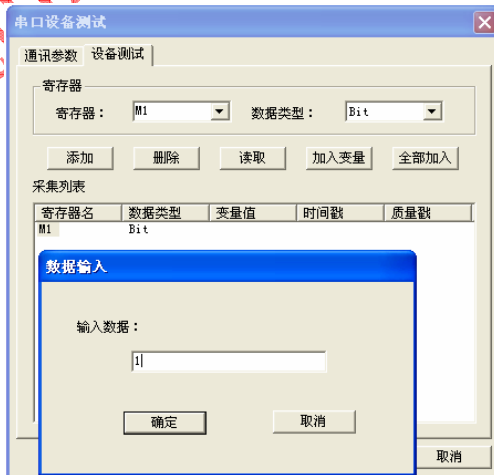 串口设备测试
通讯参数 设备测试
寄存器
寄存器： M1 数据类型： Bit
添加 删除 读取 加入变量 全部加入
采集列表
寄存器名 数据类型 变量值 时间戳 质量戳
M1 Bit
数据输入
输入数据：
1
确定 取消
取消